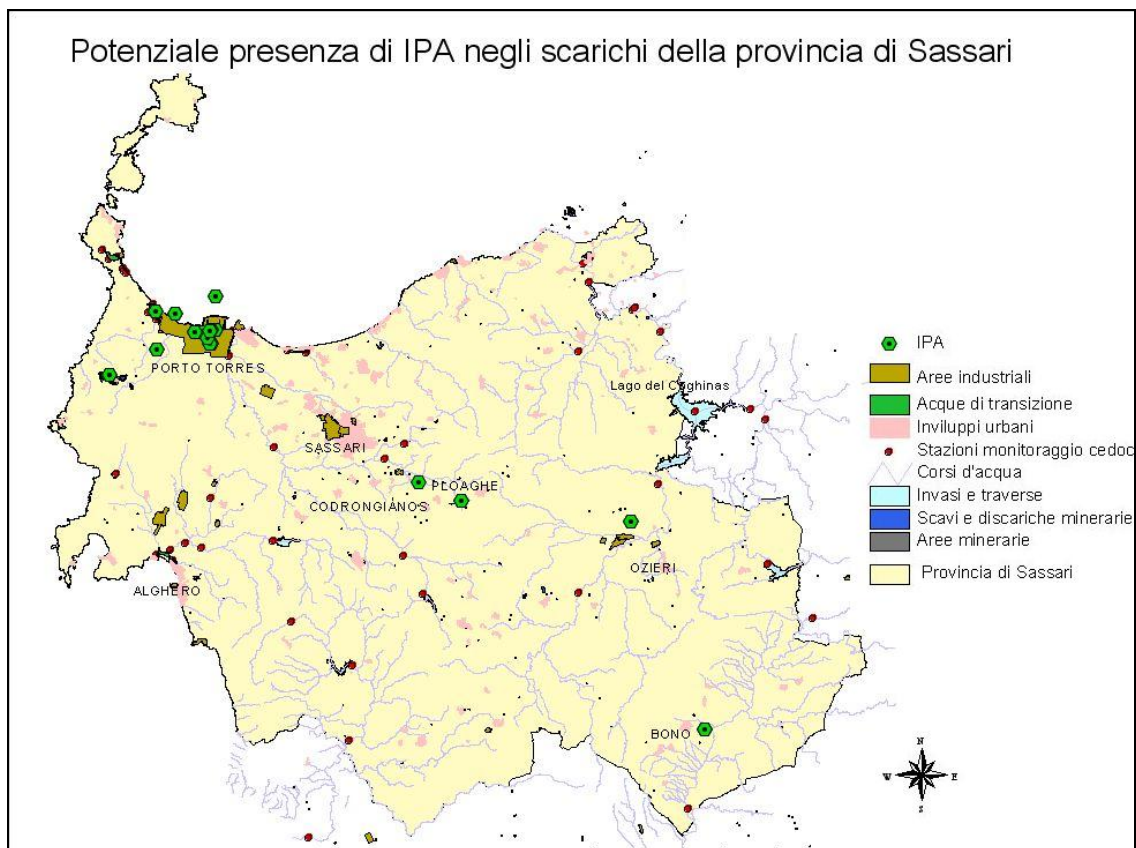 Potenziale presenza di IPA negli scarichi della provincia di Sassari
PORTO TORRES
Lago del Coghinas
SASSARI
PLOAGHE
CODRONGIANOS
OZIERI
ALGHERO
BONO
IPA
Aree industriali
Acque di transizione
Inviluppi urbani
Stazioni monitoraggio cedoc
Corsi d'acqua
Invasi e traverse
Scavi e discariche minerarie
Aree minerarie
Provincia di Sassari
N
W E
S